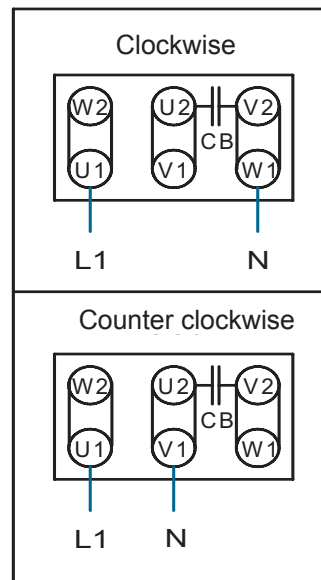 Clockwise
W2 U2 V2
CB
U1 V1 W1
L1 N
Counter clockwise
W2 U2 V2
CB
U1 V1 W1
L1 N